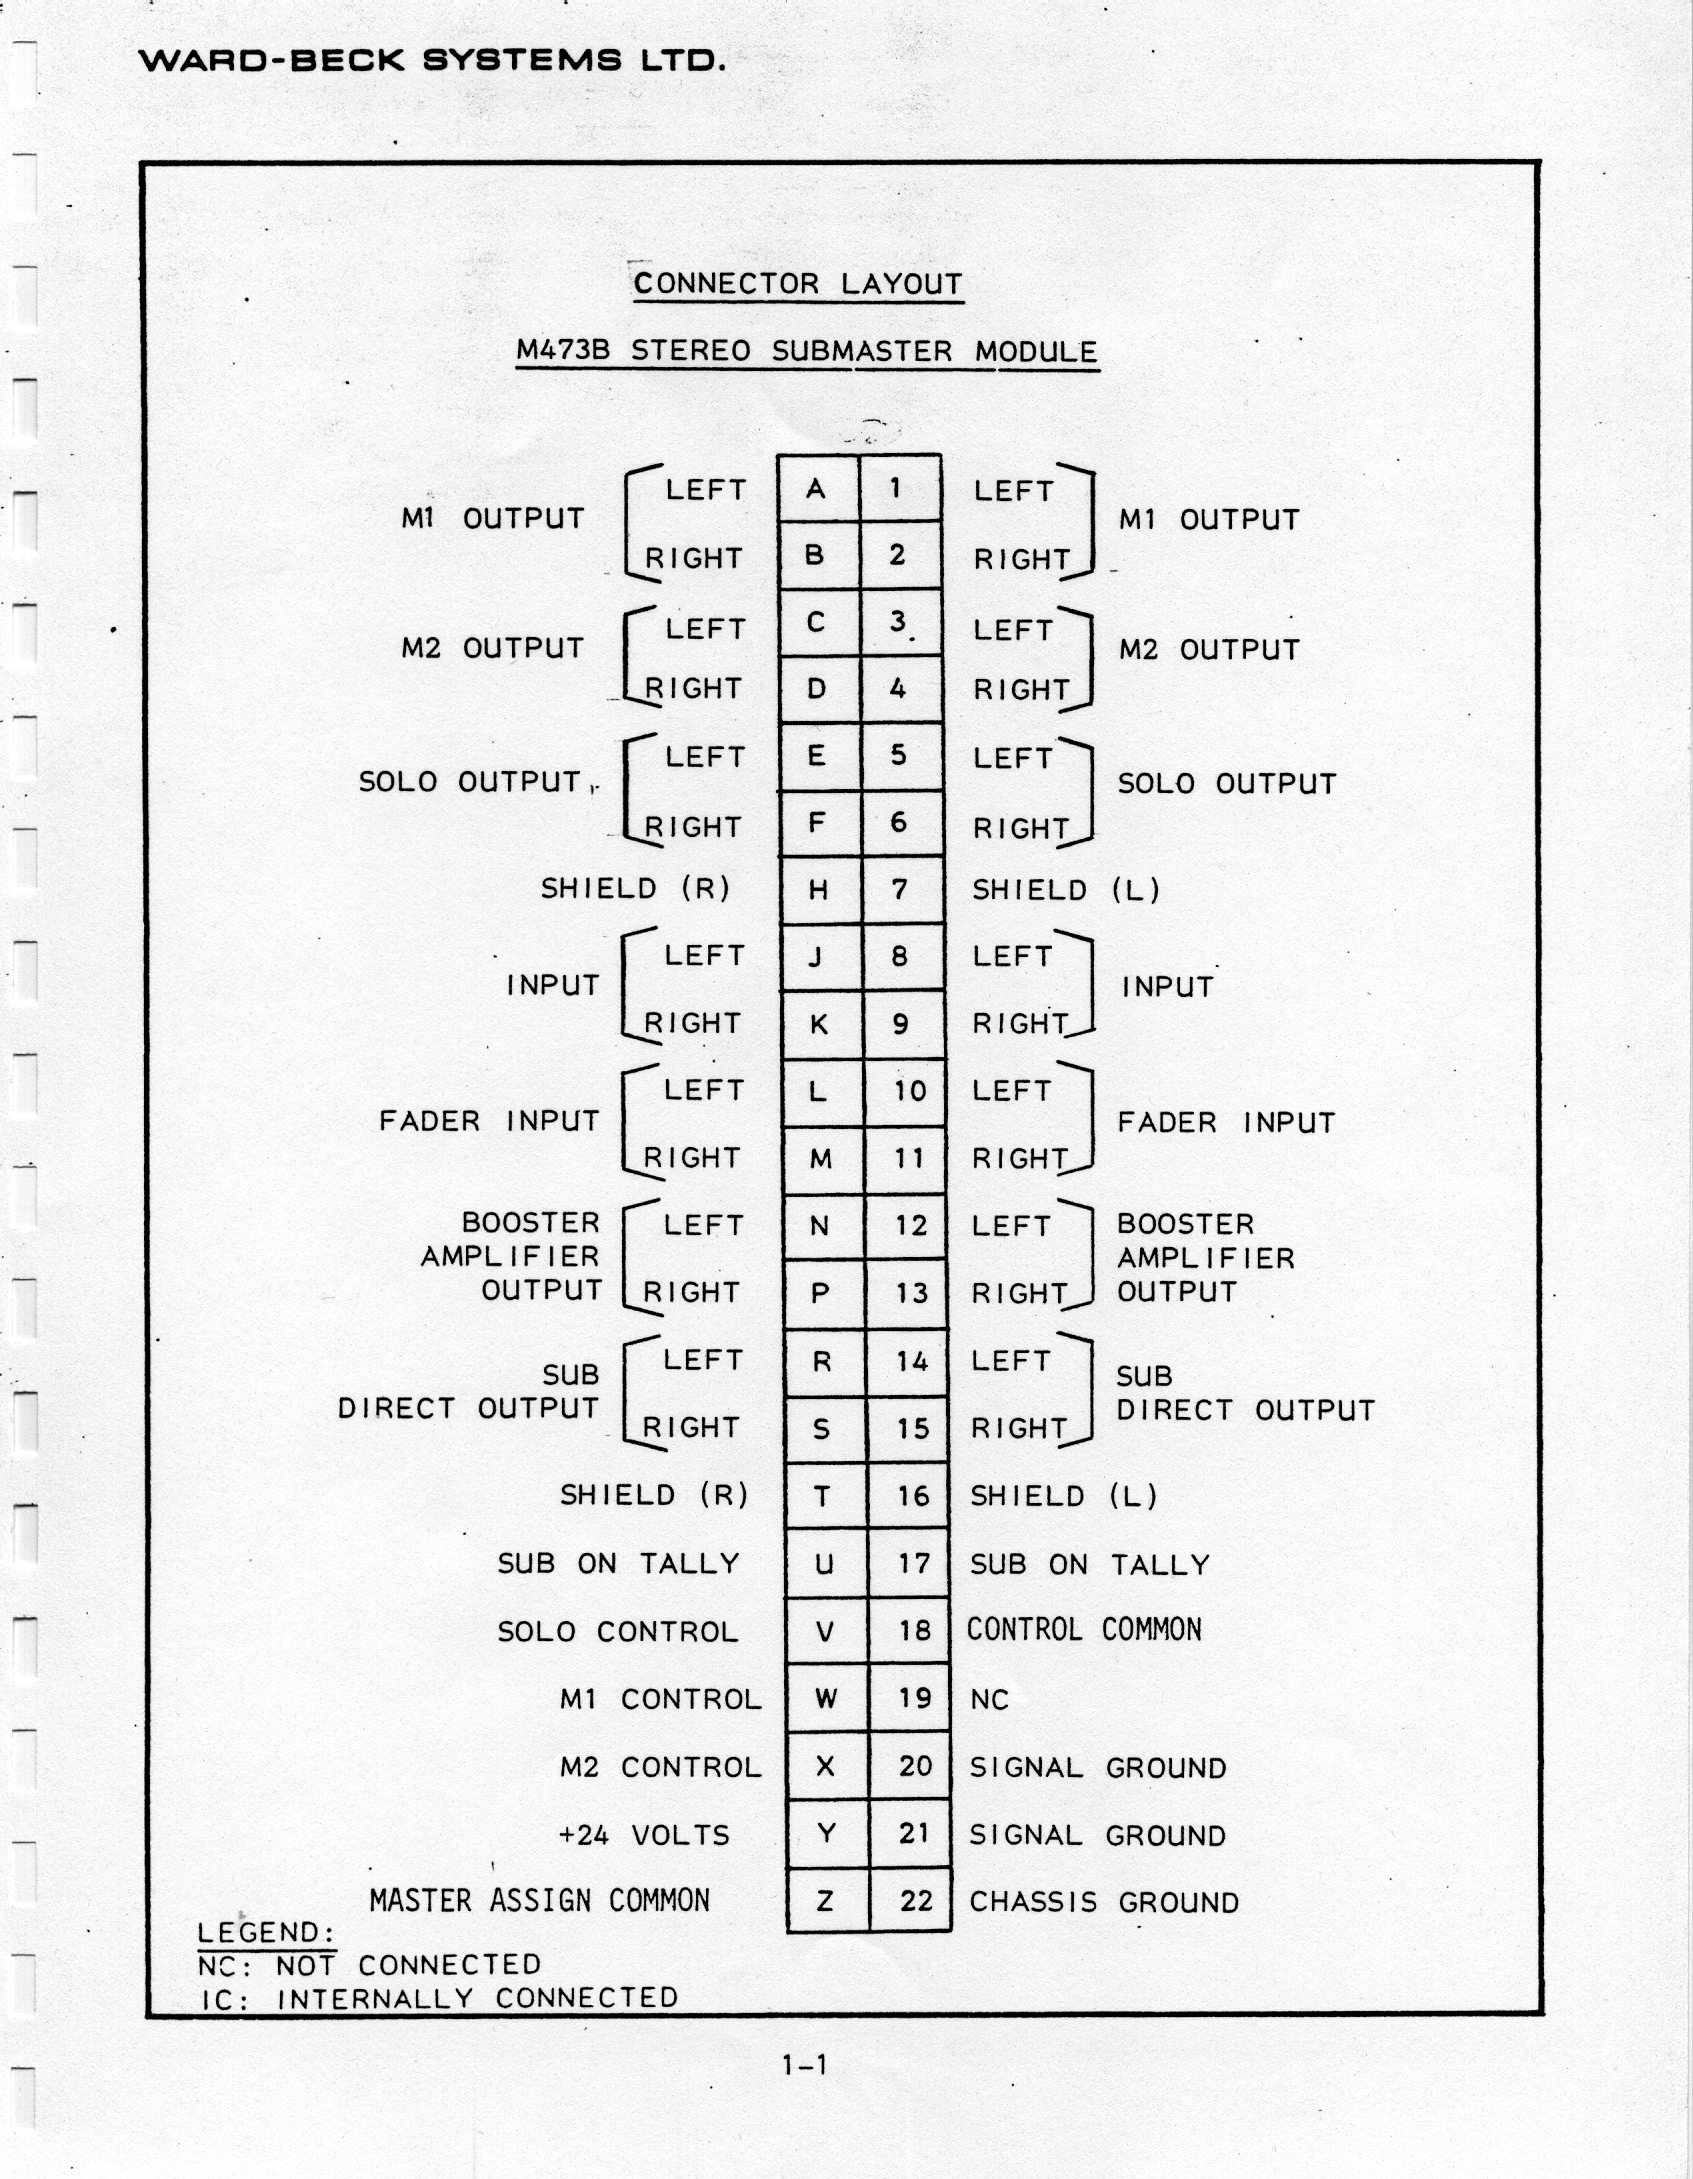 WARD-BECK SYSTEMS LTD.
CONNECTOR LAYOUT
M473B STEREO SUBMASTER MODULE
M1 OUTPUT LEFT A 1 LEFT M1 OUTPUT
RIGHT B 2 RIGHT
M2 OUTPUT LEFT C 3 LEFT M2 OUTPUT
RIGHT D 4 RIGHT
SOLO OUTPUT LEFT E 5 LEFT SOLO OUTPUT
RIGHT F 6 RIGHT
SHIELD (R) H 7 SHIELD (L)
INPUT LEFT J 8 LEFT INPUT
RIGHT K 9 RIGHT
FADER INPUT LEFT L 10 LEFT FADER INPUT
RIGHT M 11 RIGHT
BOOSTER LEFT N 12 LEFT BOOSTER
AMPLIFIER AMPLIFIER
OUTPUT RIGHT P 13 RIGHT OUTPUT
SUB LEFT R 14 LEFT SUB
DIRECT OUTPUT RIGHT S 15 RIGHT DIRECT OUTPUT
SHIELD (R) T 16 SHIELD (L)
SUB ON TALLY U 17 SUB ON TALLY
SOLO CONTROL V 18 CONTROL COMMON
M1 CONTROL W 19 NC
M2 CONTROL X 20 SIGNAL GROUND
+24 VOLTS Y 21 SIGNAL GROUND
MASTER ASSIGN COMMON Z 22 CHASSIS GROUND
LEGEND:
NC: NOT CONNECTED
IC: INTERNALLY CONNECTED
1-1